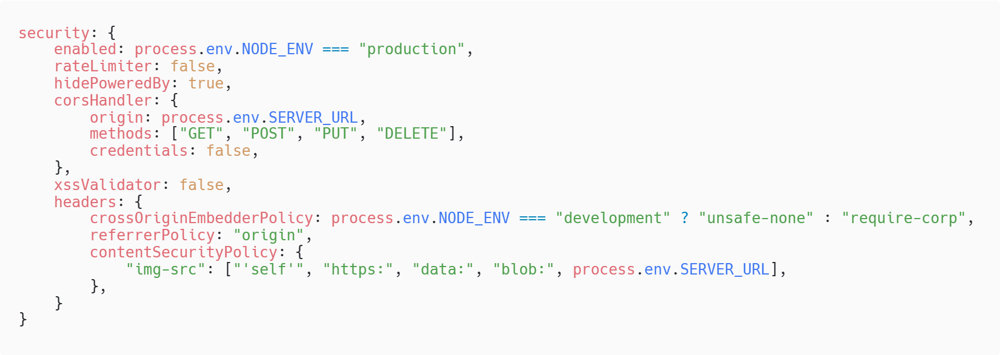 security: {
    enabled: process.env.NODE_ENV === "production",
    rateLimiter: false,
    hidePoweredBy: true,
    corsHandler: {
        origin: process.env.SERVER_URL,
        methods: ["GET", "POST", "PUT", "DELETE"],
        credentials: false,
    },
    xssValidator: false,
    headers: {
        crossOriginEmbedderPolicy: process.env.NODE_ENV === "development" ? "unsafe-none" : "require-corp",
        referrerPolicy: "origin",
        contentSecurityPolicy: {
            "img-src": ["'self'", "https:", "data:", "blob:", process.env.SERVER_URL],
        },
    }
}